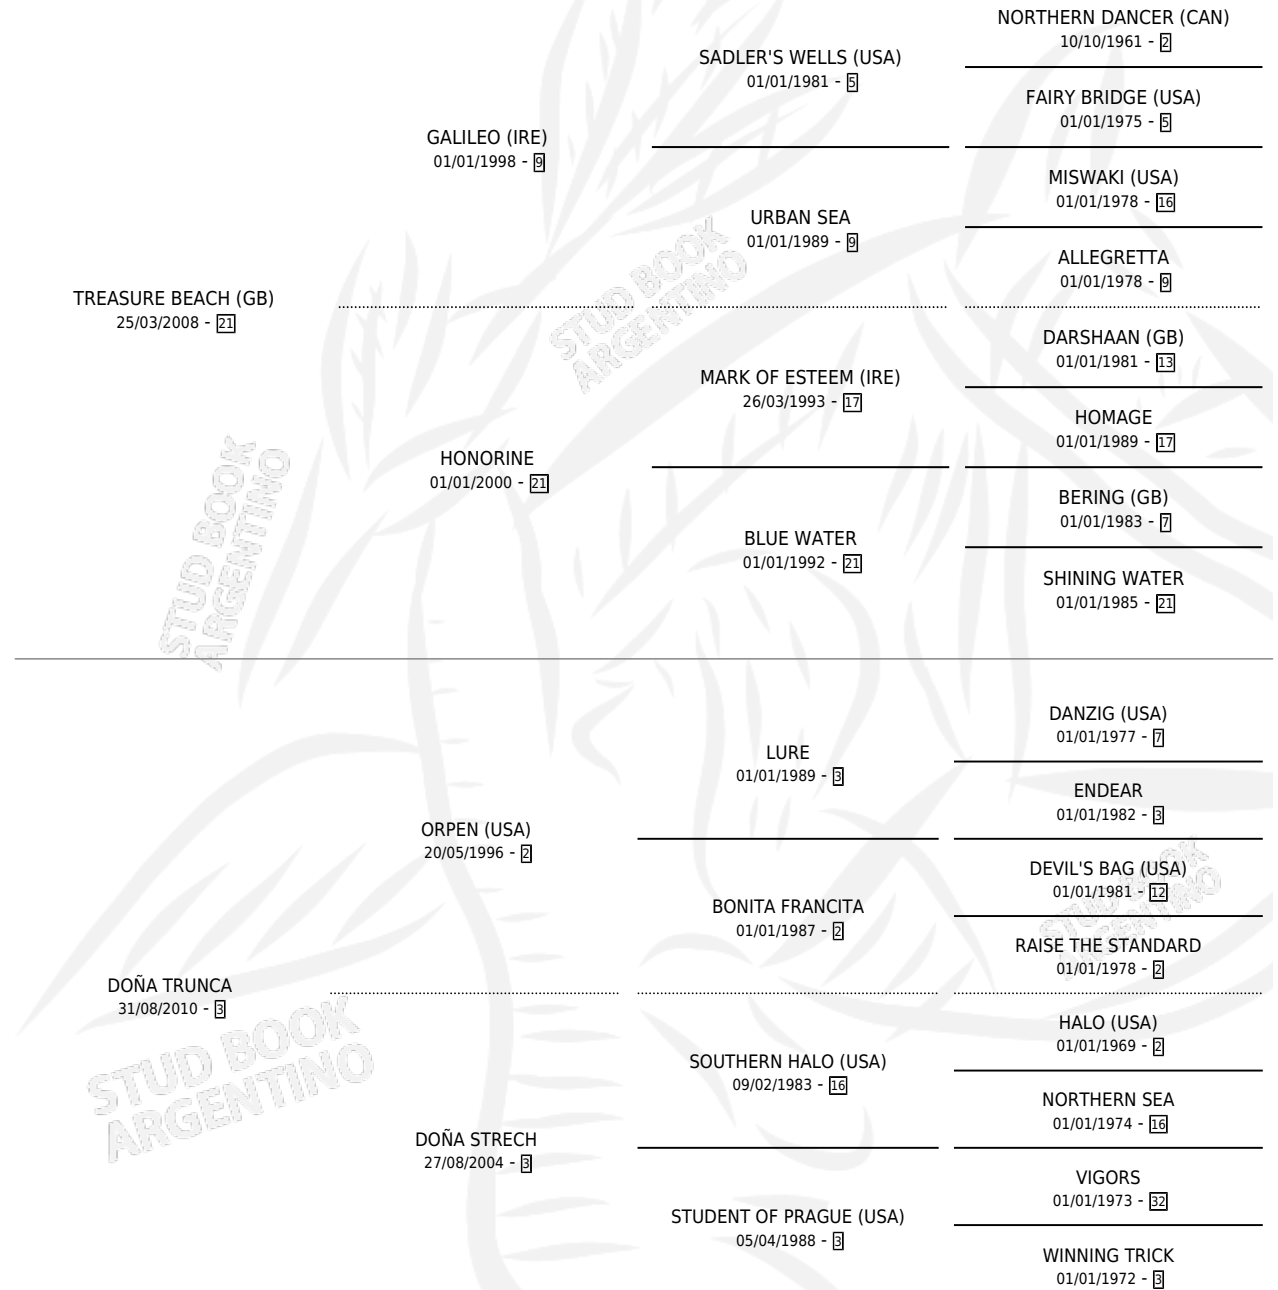 NORTHERN DANCER (CAN)
10/10/1961 - 2
SADLER'S WELLS (USA)
01/01/1981 - 5
FAIRY BRIDGE (USA)
01/01/1975 - 5
GALILEO (IRE)
01/01/1998 - 9
MISWAKI (USA)
01/01/1978 - 16
URBAN SEA
01/01/1989 - 9
ALLEGRETTA
01/01/1978 - 9
TREASURE BEACH (GB)
25/03/2008 - 21
STUD BOOK
ARGENTINO
DARSHAAN (GB)
01/01/1981 - 13
MARK OF ESTEEM (IRE)
26/03/1993 - 17
HOMAGE
01/01/1989 - 17
HONORINE
01/01/2000 - 21
BERING (GB)
01/01/1983 - 7
BLUE WATER
01/01/1992 - 21
SHINING WATER
01/01/1985 - 21
STUD BOOK
ARGENTINO
DANZIG (USA)
01/01/1977 - 7
LURE
01/01/1989 - 3
ENDEAR
01/01/1982 - 3
ORPEN (USA)
20/05/1996 - 2
DEVIL'S BAG (USA)
01/01/1981 - 12
BONITA FRANCITA
01/01/1987 - 2
STUD BOOK
ARGENTINO
RAISE THE STANDARD
01/01/1978 - 2
DOÑA TRUNCA
31/08/2010 - 3
HALO (USA)
01/01/1969 - 2
SOUTHERN HALO (USA)
09/02/1983 - 16
NORTHERN SEA
01/01/1974 - 16
STUD BOOK
ARGENTINO
DOÑA STRECH
27/08/2004 - 3
VIGORS
01/01/1973 - 32
STUDENT OF PRAGUE (USA)
05/04/1988 - 3
WINNING TRICK
01/01/1972 - 3